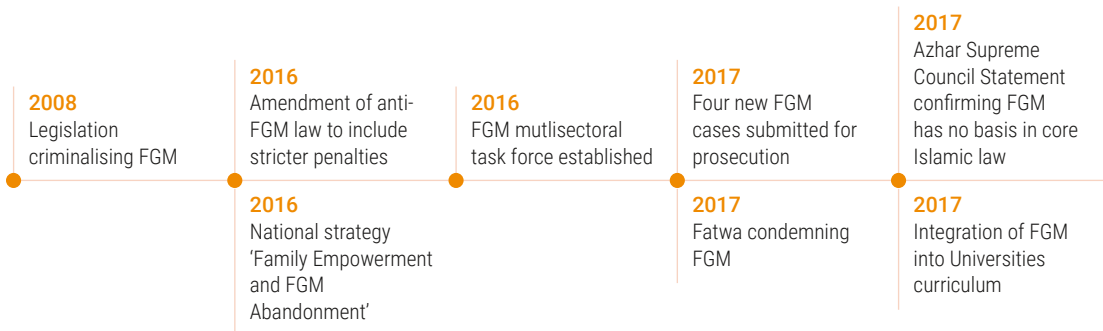 2008
Legislation
criminalising FGM
2016
Amendment of anti-
FGM law to include
stricter penalties
2016
National strategy
‘Family Empowerment
and FGM
Abandonment’
2016
FGM mutlisectoral
task force established
2017
Four new FGM
cases submitted for
prosecution
2017
Fatwa condemning
FGM
2017
Azhar Supreme
Council Statement
confirming FGM
has no basis in core
Islamic law
2017
Integration of FGM
into Universities
curriculum